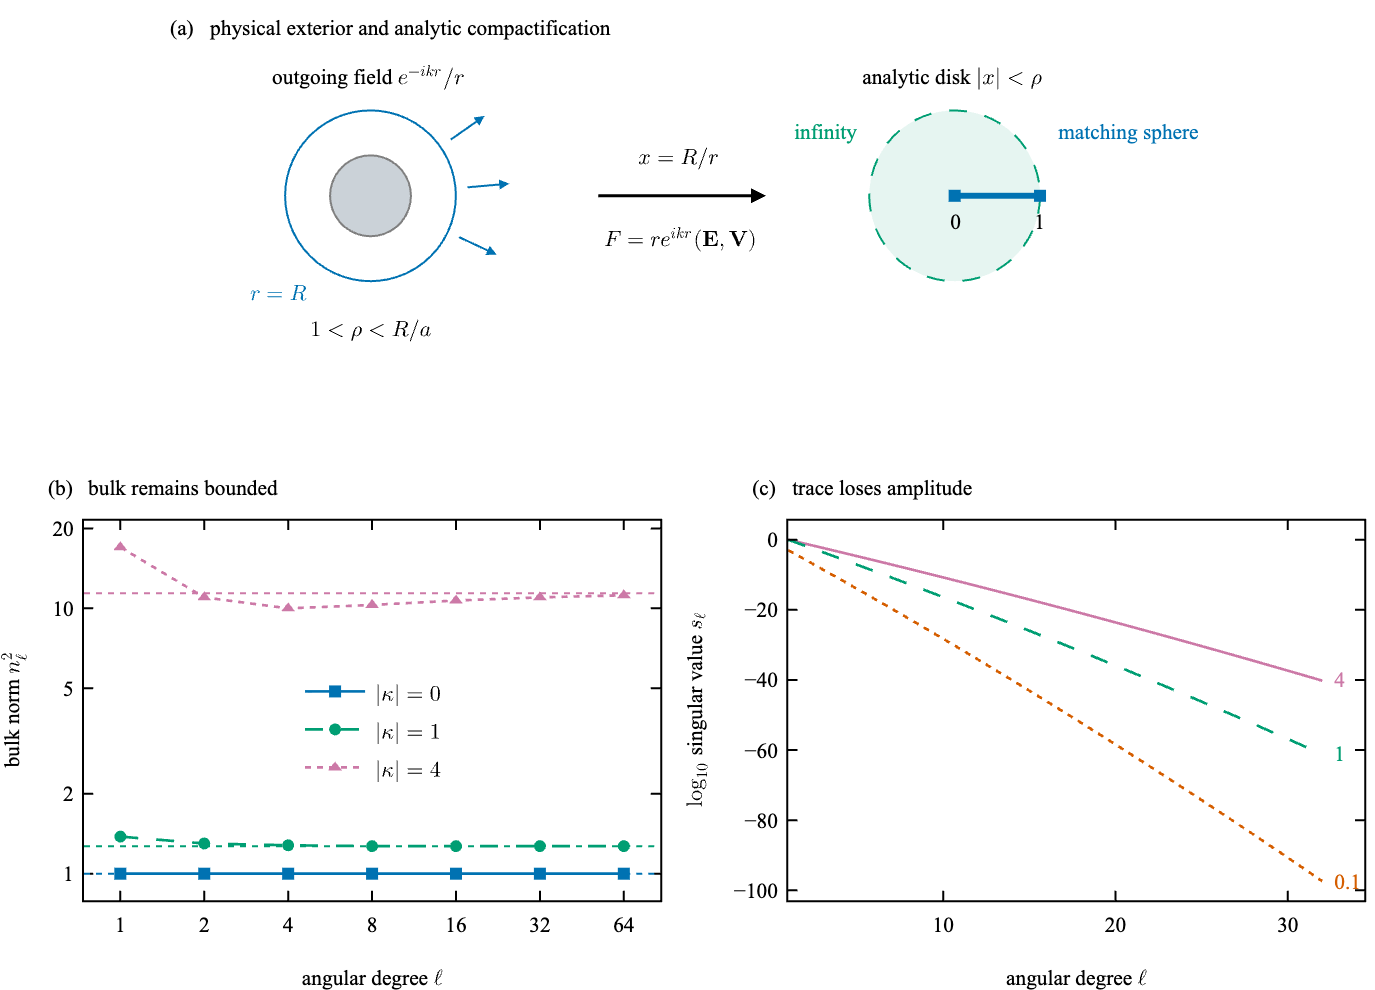 (a) physical exterior and analytic compactification
outgoing field e^{-ikr}/r
analytic disk |x| < ρ
infinity
matching sphere
x = R/r
F = re^{ikr}(E, V)
0
1
r = R
1 < ρ < R/a
(b) bulk remains bounded
20
10
5
2
1
bulk norm n_ℓ^2
|κ| = 0
|κ| = 1
|κ| = 4
1 2 4 8 16 32 64
angular degree ℓ
(c) trace loses amplitude
0
−20
−40
−60
−80
−100
log_{10} singular value s_ℓ
4
1
0.1
10 20 30
angular degree ℓ